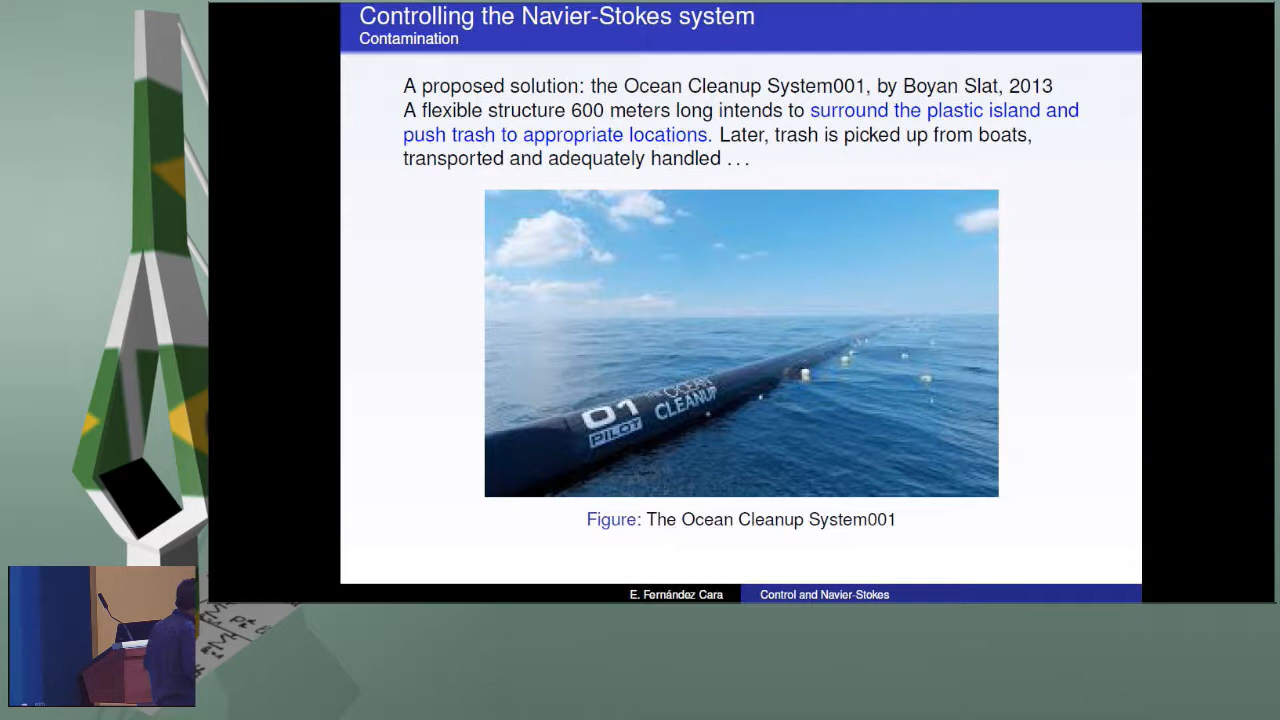 Controlling the Navier-Stokes system
Contamination
A proposed solution: the Ocean Cleanup System001, by Boyan Slat, 2013
A flexible structure 600 meters long intends to surround the plastic island and
push trash to appropriate locations. Later, trash is picked up from boats,
transported and adequately handled . . .
01
PILOT
THE OCEAN
CLEANUP
Figure: The Ocean Cleanup System001
E. Fernández Cara
Control and Navier-Stokes